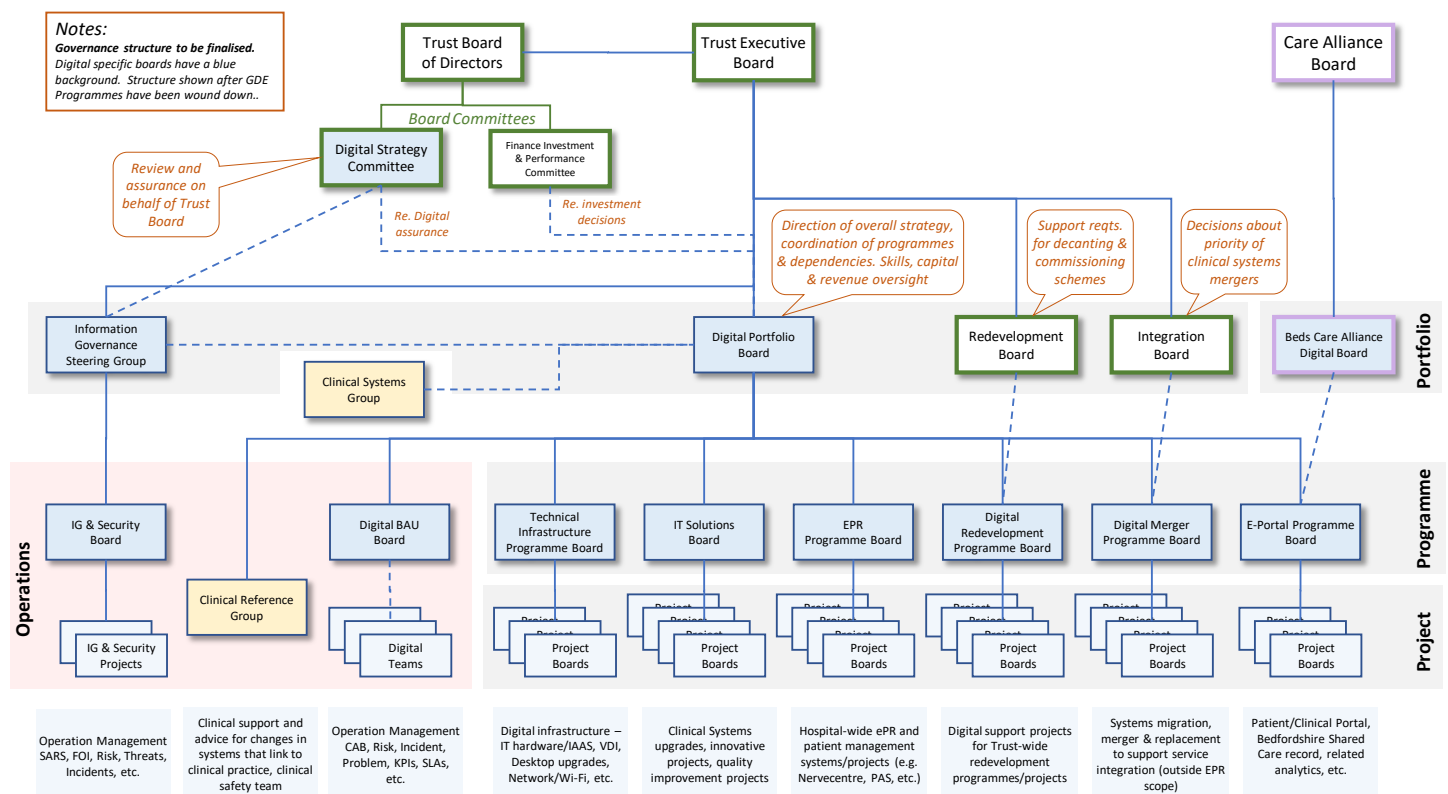 Notes:
Governance structure to be finalised.
Digital specific boards have a blue
background. Structure shown after GDE
Programmes have been wound down..
Trust Board
of Directors
Trust Executive
Board
Care Alliance
Board
Board Committees
Digital Strategy
Committee
Finance Investment
& Performance
Committee
Review and
assurance on
behalf of Trust
Board
Re. Digital
assurance
Re. investment
decisions
Direction of overall strategy,
coordination of programmes
& dependencies. Skills, capital
& revenue oversight
Support reqts.
for decanting &
commissioning
schemes
Decisions about
priority of
clinical systems
mergers
Information
Governance
Steering Group
Clinical Systems
Group
Digital Portfolio
Board
Redevelopment
Board
Integration
Board
Beds Care Alliance
Digital Board
Portfolio
Operations
IG & Security
Board
Digital BAU
Board
Technical
Infrastructure
Programme Board
IT Solutions
Board
EPR
Programme Board
Digital
Redevelopment
Programme Board
Digital Merger
Programme Board
E-Portal Programme
Board
Programme
Clinical Reference
Group
IG & Security
Projects
Digital
Teams
Project
Boards
Project
Boards
Project
Boards
Project
Boards
Project
Boards
Project
Boards
Project
Operation Management
SARS, FOI, Risk, Threats,
Incidents, etc.
Clinical support and
advice for changes in
systems that link to
clinical practice, clinical
safety team
Operation Management
CAB, Risk, Incident,
Problem, KPIs, SLAs,
etc.
Digital infrastructure –
IT hardware/IAAS, VDI,
Desktop upgrades,
Network/Wi-Fi, etc.
Clinical Systems
upgrades, innovative
projects, quality
improvement projects
Hospital-wide ePR and
patient management
systems/projects (e.g.
Nervecentre, PAS, etc.)
Digital support projects
for Trust-wide
redevelopment
programmes/projects
Systems migration,
merger & replacement
to support service
integration (outside EPR
scope)
Patient/Clinical Portal,
Bedfordshire Shared
Care record, related
analytics, etc.